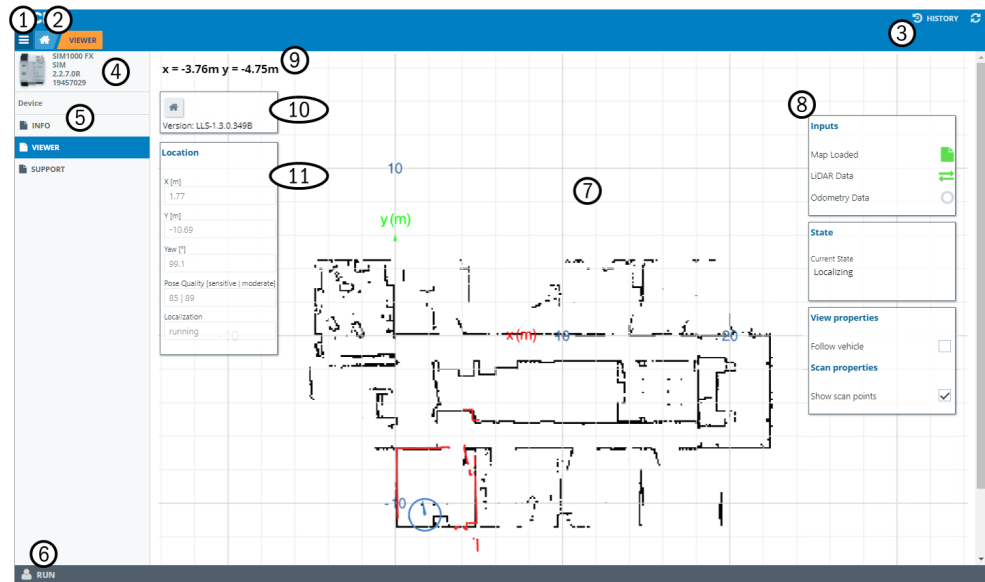 1 2
3 HISTORY
VIEWER
SIM1000 FX
SIM
2.2.7.0R
19457029
4
x = -3.76m y = -4.75m 9
Device
5
INFO
VIEWER
SUPPORT
10
Version: LLS-1.3.0.349B
Location
11
X [m]
1.77
Y [m]
-10.69
Yaw [°]
99.1
Pose Quality [sensitive | moderate]
85 | 89
Localization
running
-10
10
7
y(m)
x(m) 10 20
-10
8
Inputs
Map Loaded
LiDAR Data
Odometry Data
State
Current State
Localizing
View properties
Follow vehicle
Scan properties
Show scan points
6
RUN